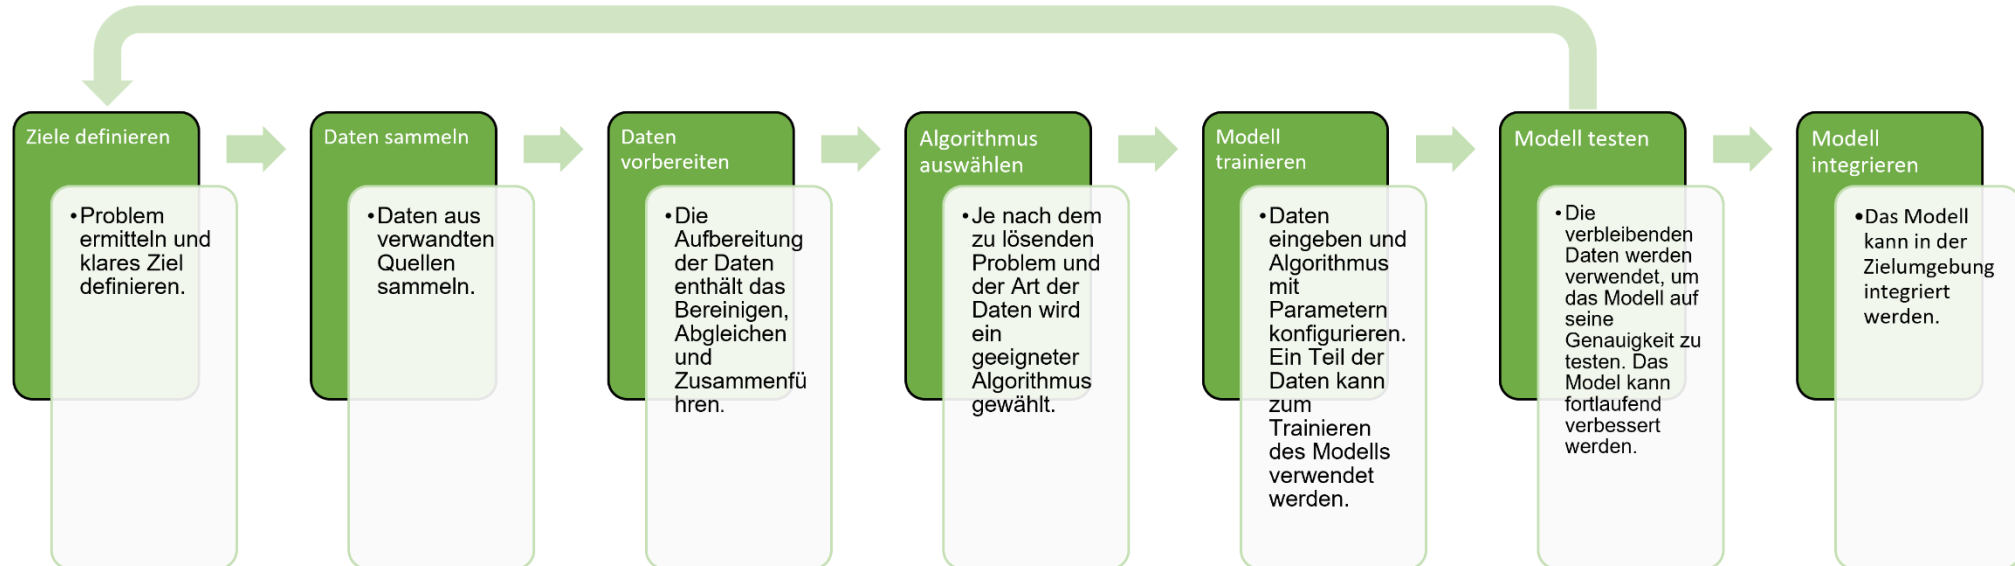 Ziele definieren
•Problem
ermitteln und
klares Ziel
definieren.
Daten sammeln
•Daten aus
verwandten
Quellen
sammeln.
Daten
vorbereiten
•Die
Aufbereitung
der Daten
enthält das
Bereinigen,
Abgleichen
und
Zusammenfü
hren.
Algorithmus
auswählen
•Je nach dem
zu lösenden
Problem und
der Art der
Daten wird
ein
geeigneter
Algorithmus
gewählt.
Modell
trainieren
•Daten
eingeben und
Algorithmus
mit
Parametern
konfigurieren.
Ein Teil der
Daten kann
zum
Trainieren
des Modells
verwendet
werden.
Modell testen
•Die
verbleibenden
Daten werden
verwendet, um
das Modell auf
seine
Genauigkeit zu
testen. Das
Model kann
fortlaufend
verbessert
werden.
Modell
integrieren
•Das Modell
kann in der
Zielumgebung
integriert
werden.